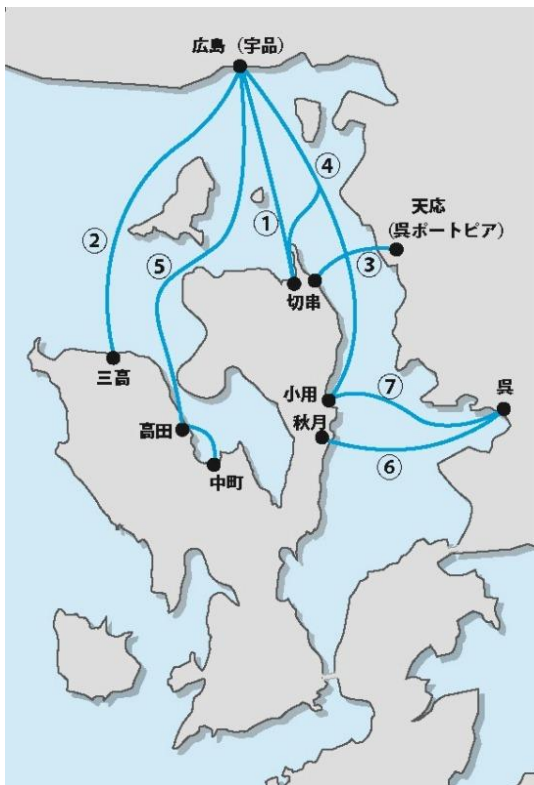 広島（宇品）
④
天応
①
（呉ポートピア）
②
⑤
③
切串
三高
小用
⑦
呉
高田
秋月
⑥
中町